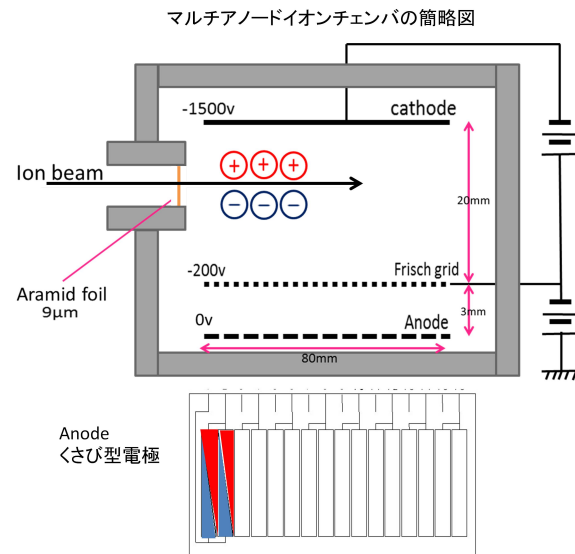 マルチアノードイオンチェンバの簡略図
-1500v
cathode
+ + +
Ion beam
− − −
20mm
-200v
Frisch grid
Aramid foil
9μm
3mm
0v
Anode
80mm
Anode
くさび型電極